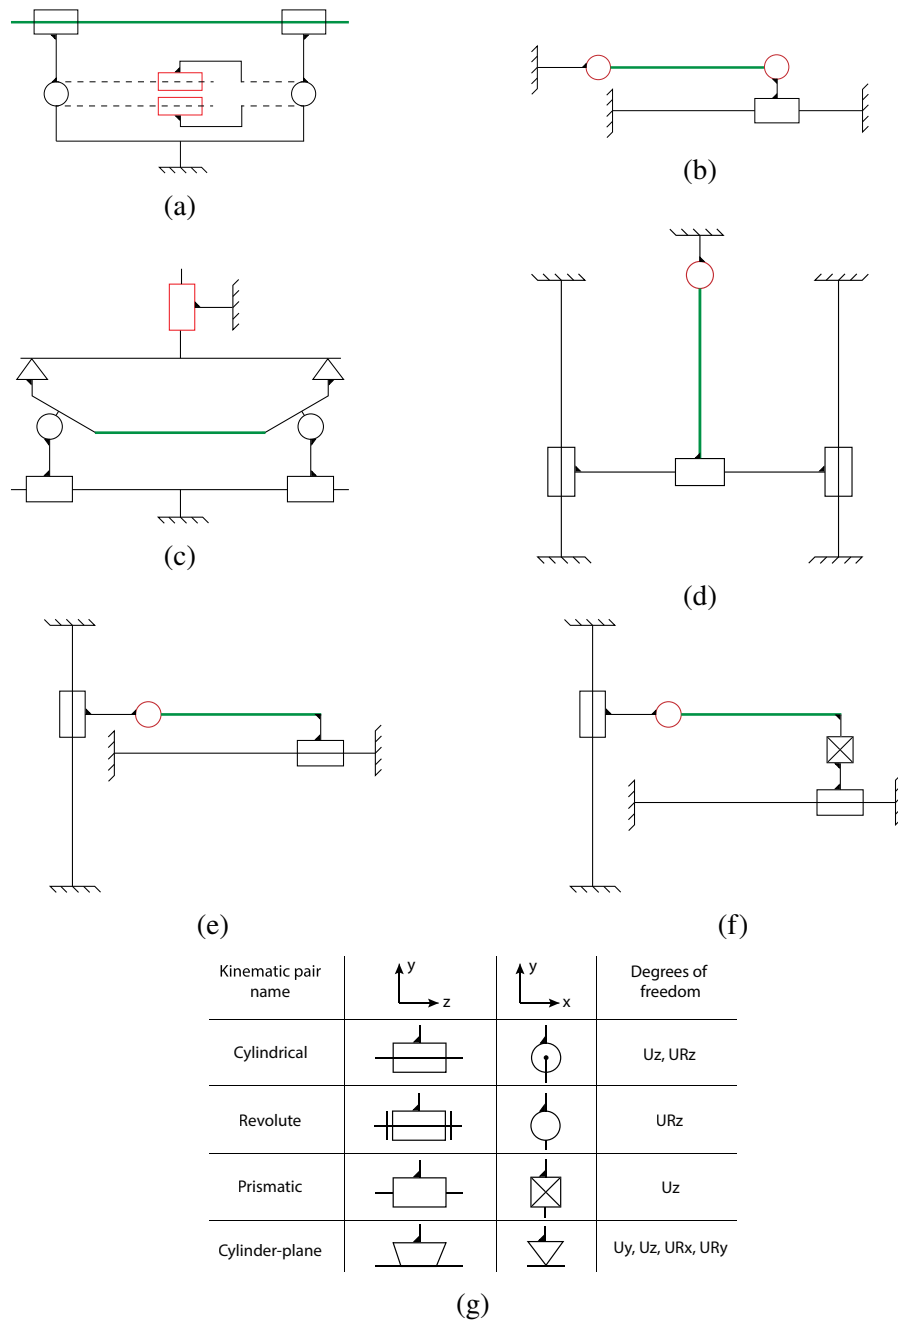 (a)
(b)
(c)
(d)
(e)
(f)
Kinematic pair
name
y
z
y
x
Degrees of
freedom
Cylindrical
Uz, URz
Revolute
URz
Prismatic
Uz
Cylinder-plane
Uy, Uz, URx, URy
(g)